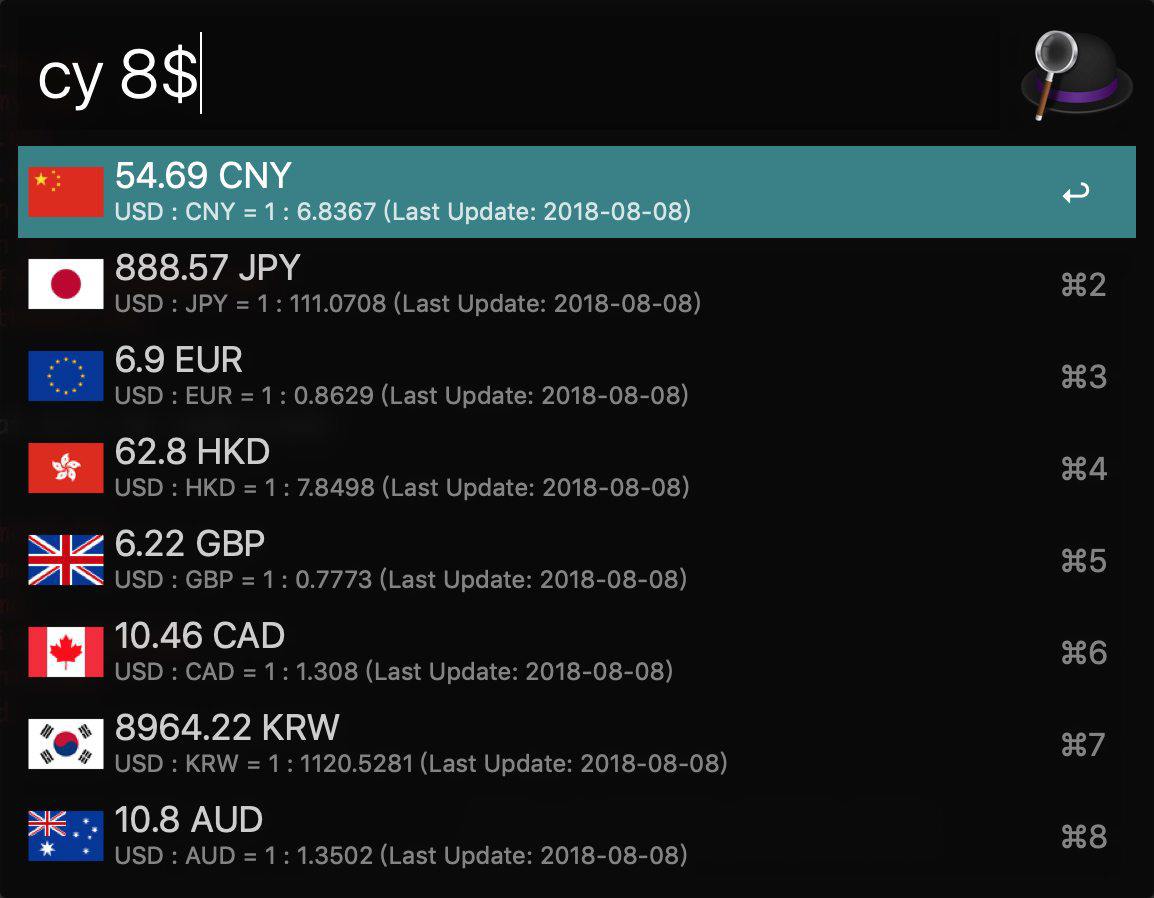 cy 8$
54.69 CNY
USD : CNY = 1 : 6.8367 (Last Update: 2018-08-08)
888.57 JPY
USD : JPY = 1 : 111.0708 (Last Update: 2018-08-08)
⌘2
6.9 EUR
USD : EUR = 1 : 0.8629 (Last Update: 2018-08-08)
⌘3
62.8 HKD
USD : HKD = 1 : 7.8498 (Last Update: 2018-08-08)
⌘4
6.22 GBP
USD : GBP = 1 : 0.7773 (Last Update: 2018-08-08)
⌘5
10.46 CAD
USD : CAD = 1 : 1.308 (Last Update: 2018-08-08)
⌘6
8964.22 KRW
USD : KRW = 1 : 1120.5281 (Last Update: 2018-08-08)
⌘7
10.8 AUD
USD : AUD = 1 : 1.3502 (Last Update: 2018-08-08)
⌘8